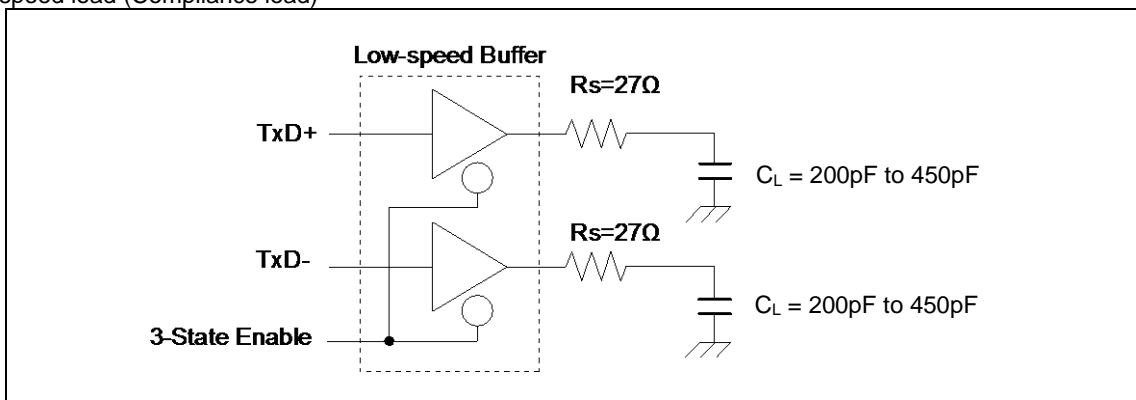 speed load (Compliance load)
Low-speed Buffer
Rs=27Ω
TxD+
CL = 200pF to 450pF
Rs=27Ω
TxD-
CL = 200pF to 450pF
3-State Enable